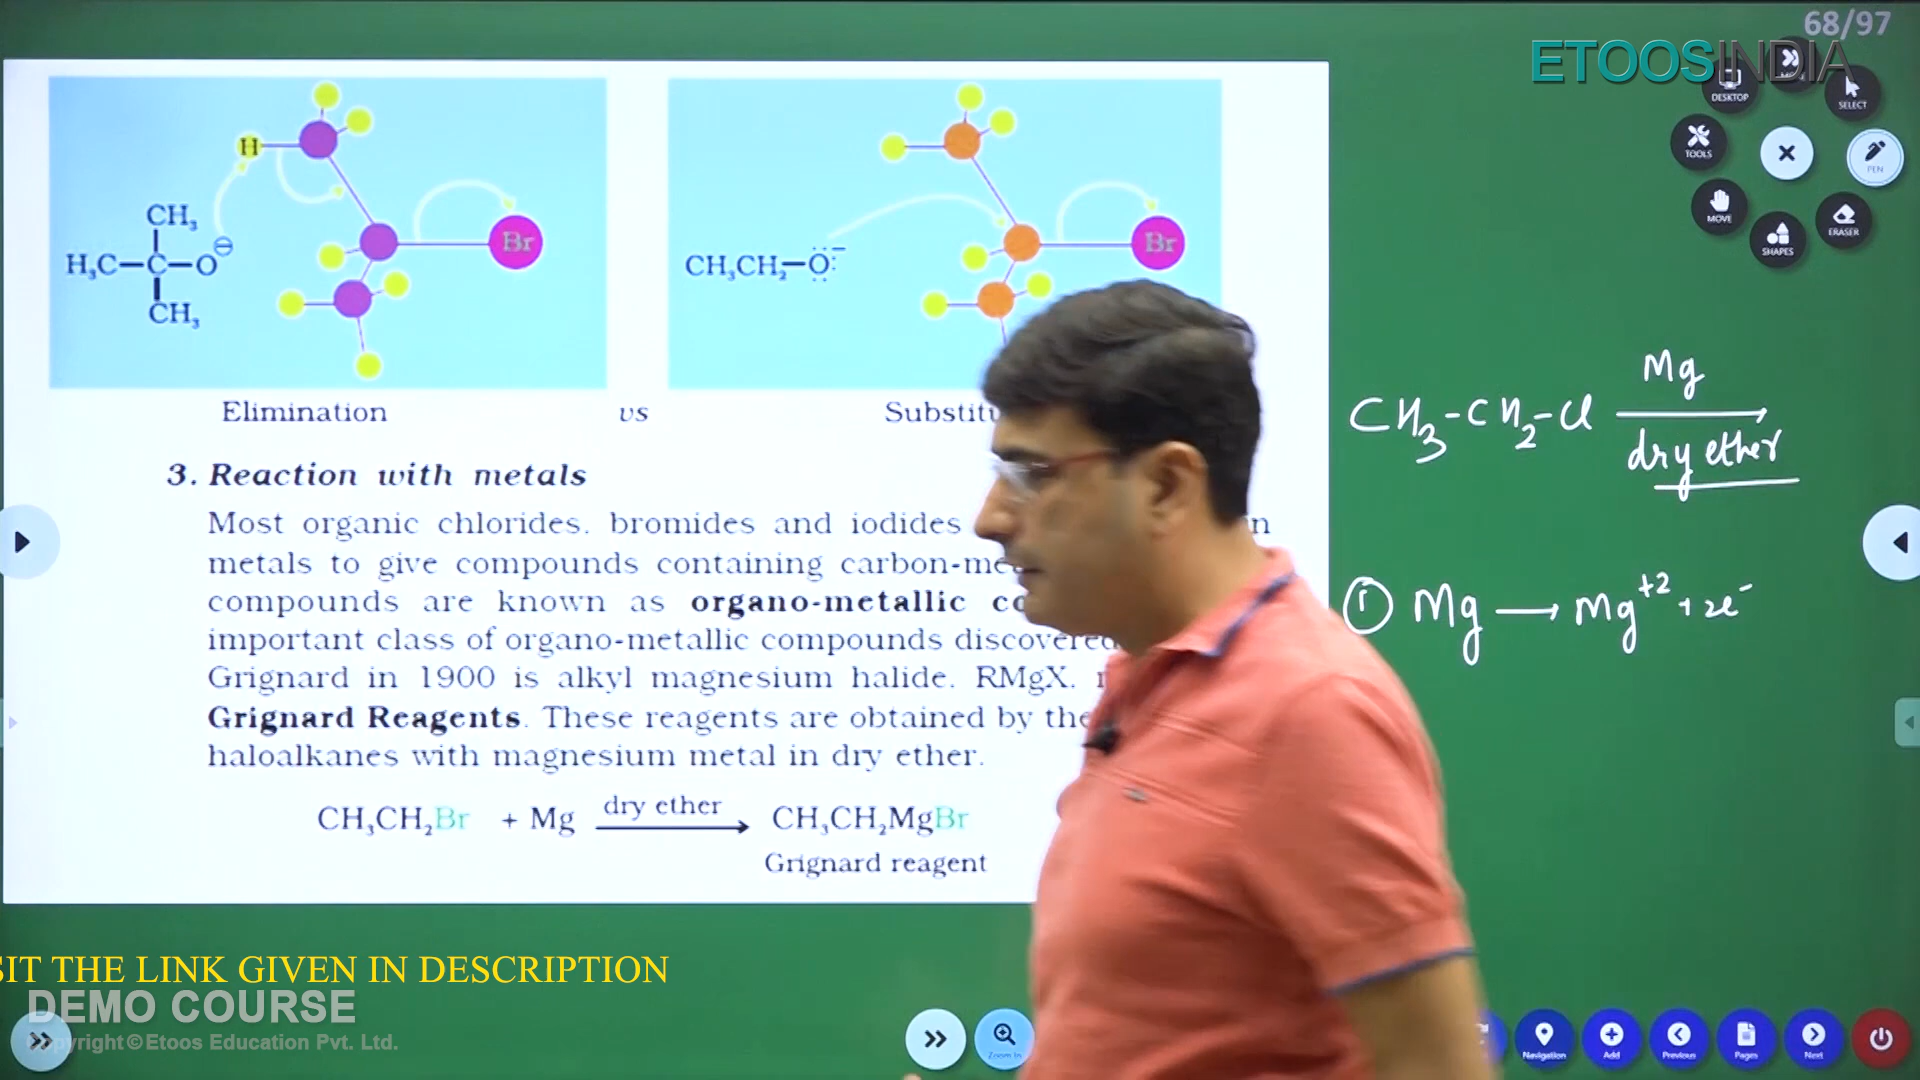 68/97
ETOOSINDIA
DESKTOP
SELECT
TOOLS
PEN
MOVE
ERASER
SHAPES
H
CH₃
H₃C–C–O⊖
CH₃
Br
CH₃CH₂–O:⁻
Br
Elimination vs
3. Reaction with metals
Most organic chlorides, bromides and iodides
metals to give compounds containing
compounds are known as organo-metallic
important class of organo-metallic compounds discovered
Grignard in 1900 is alkyl magnesium halide, RMgX,
Grignard Reagents. These reagents are obtained by the
haloalkanes with magnesium metal in dry ether.
CH₃CH₂Br + Mg dry ether → CH₃CH₂MgBr
Grignard reagent
Mg
CH₃-CH₂-Cl →
dry ether
① Mg → Mg⁺² + 2e⁻
SIT THE LINK GIVEN IN DESCRIPTION
DEMO COURSE
Copyright©Etoos Education Pvt. Ltd.
Zoom In
Navigation
Add
Previous
Pages
Next